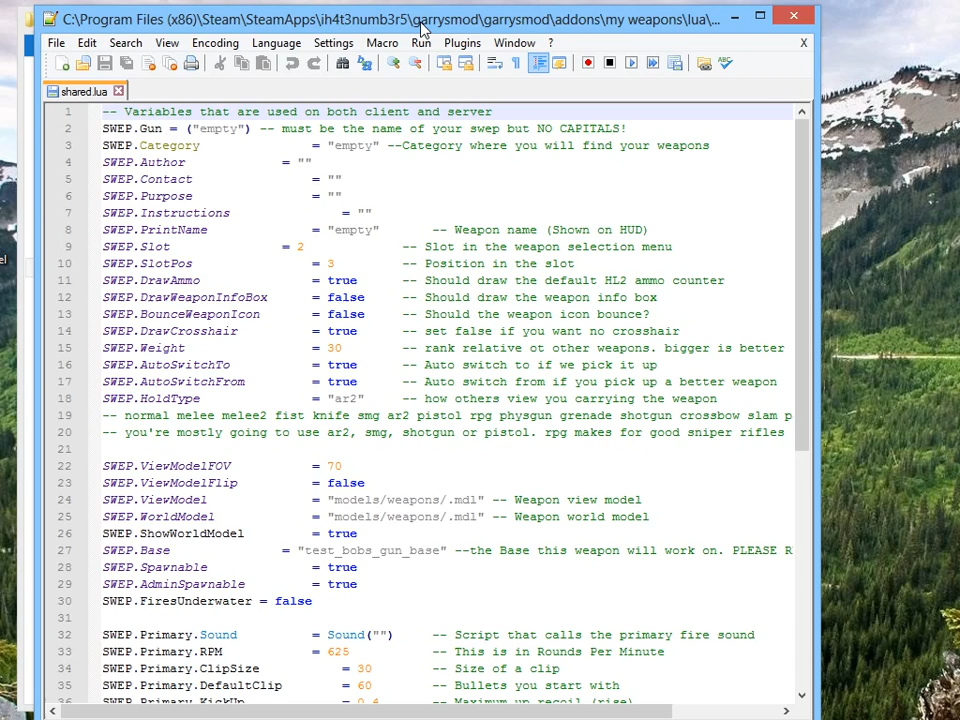 C:\Program Files (x86)\Steam\SteamApps\ih4t3numb3r5\garrysmod\garrysmod\addons\my weapons\lua\...
File Edit Search View Encoding Language Settings Macro Run Plugins Window ? X
shared.lua
1 -- Variables that are used on both client and server
2 SWEP.Gun = ("empty") -- must be the name of your swep but NO CAPITALS!
3 SWEP.Category = "empty" --Category where you will find your weapons
4 SWEP.Author = ""
5 SWEP.Contact = ""
6 SWEP.Purpose = ""
7 SWEP.Instructions = ""
8 SWEP.PrintName = "empty" -- Weapon name (Shown on HUD)
9 SWEP.Slot = 2 -- Slot in the weapon selection menu
10 SWEP.SlotPos = 3 -- Position in the slot
11 SWEP.DrawAmmo = true -- Should draw the default HL2 ammo counter
12 SWEP.DrawWeaponInfoBox = false -- Should draw the weapon info box
13 SWEP.BounceWeaponIcon = false -- Should the weapon icon bounce?
14 SWEP.DrawCrosshair = true -- set false if you want no crosshair
15 SWEP.Weight = 30 -- rank relative ot other weapons. bigger is better
16 SWEP.AutoSwitchTo = true -- Auto switch to if we pick it up
17 SWEP.AutoSwitchFrom = true -- Auto switch from if you pick up a better weapon
18 SWEP.HoldType = "ar2" -- how others view you carrying the weapon
19 -- normal melee melee2 fist knife smg ar2 pistol rpg physgun grenade shotgun crossbow slam p
20 -- you're mostly going to use ar2, smg, shotgun or pistol. rpg makes for good sniper rifles
21
22 SWEP.ViewModelFOV = 70
23 SWEP.ViewModelFlip = false
24 SWEP.ViewModel = "models/weapons/.mdl" -- Weapon view model
25 SWEP.WorldModel = "models/weapons/.mdl" -- Weapon world model
26 SWEP.ShowWorldModel = true
27 SWEP.Base = "test_bobs_gun_base" --the Base this weapon will work on. PLEASE R
28 SWEP.Spawnable = true
29 SWEP.AdminSpawnable = true
30 SWEP.FiresUnderwater = false
31
32 SWEP.Primary.Sound = Sound("") -- Script that calls the primary fire sound
33 SWEP.Primary.RPM = 625 -- This is in Rounds Per Minute
34 SWEP.Primary.ClipSize = 30 -- Size of a clip
35 SWEP.Primary.DefaultClip = 60 -- Bullets you start with
36 SWEP.Primary.KickUp = 0.4 -- Maximum up recoil (rise)